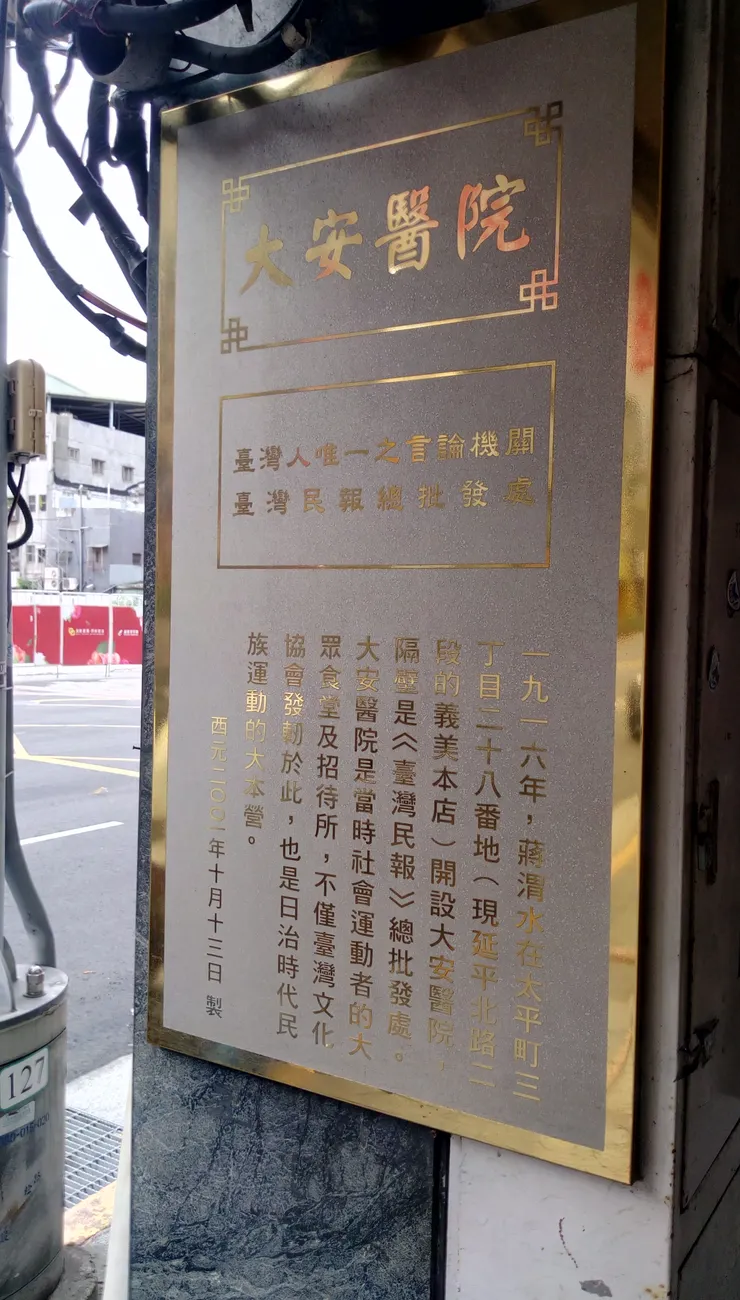 大安醫院
臺灣人唯一之言論機關
臺灣民報總批發處
一九一六年，蔣渭水在太平町三
丁目二十八番地（現延平北路二
段的義美本店）開設大安醫院，
隔壁是《臺灣民報》總批發處。
大安醫院是當時社會運動者的大
眾食堂及招待所，不僅臺灣文化
協會發軔於此，也是日治時代民
族運動的大本營。
西元二〇〇一年十月十三日 製
127